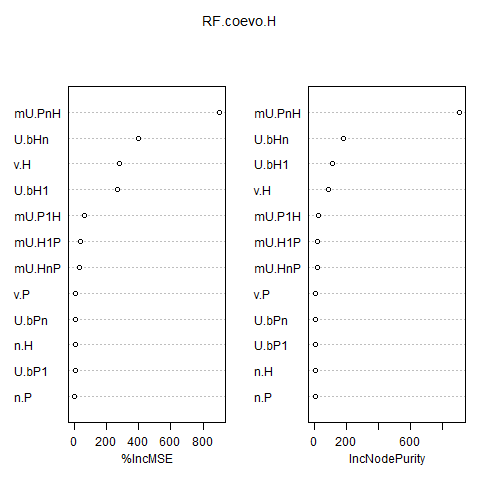 RF.coevo.H
mU.PnH
U.bHn
v.H
U.bH1
mU.P1H
mU.H1P
mU.HnP
v.P
U.bPn
n.H
U.bP1
n.P
0 200 400 600 800
%IncMSE
mU.PnH
U.bHn
U.bH1
v.H
mU.P1H
mU.H1P
mU.HnP
v.P
U.bPn
U.bP1
n.H
n.P
0 200 600
IncNodePurity